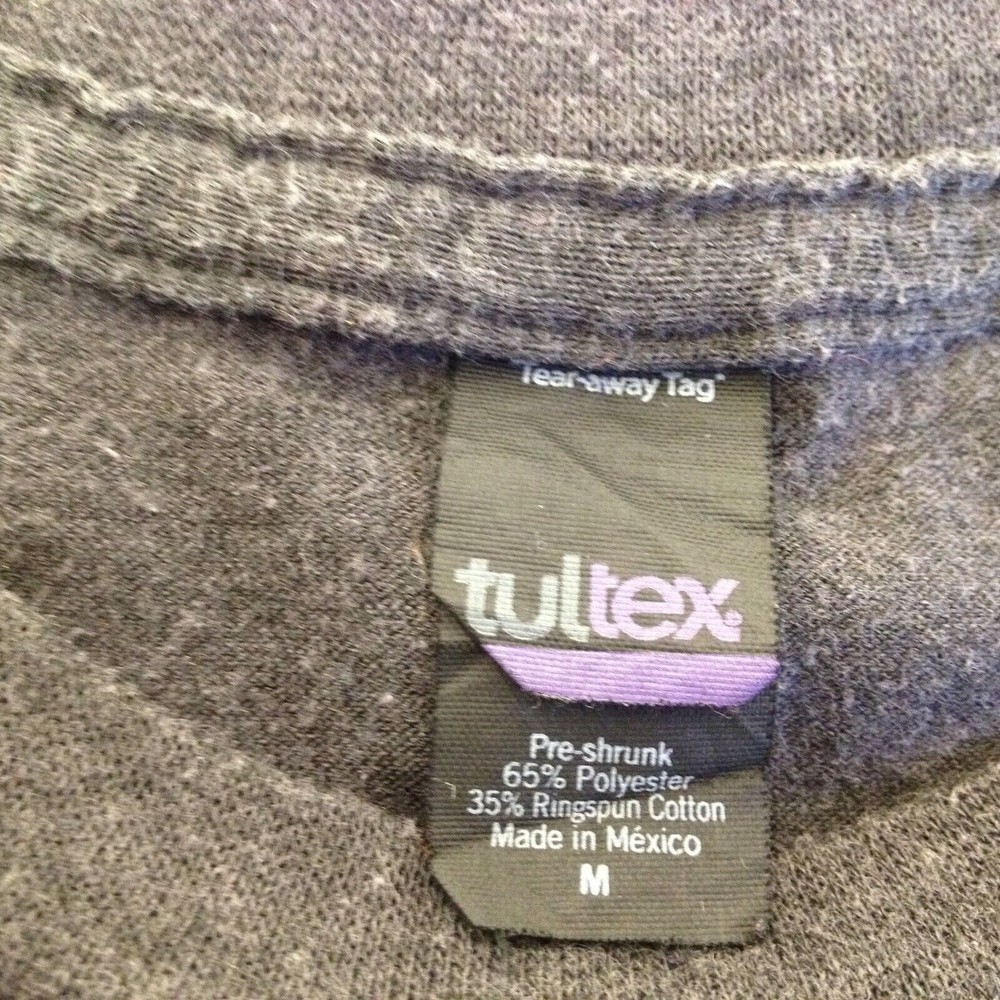 Tear-away Tag
tultex®
Pre-shrunk
65% Polyester
35% Ringspun Cotton
Made in México
M